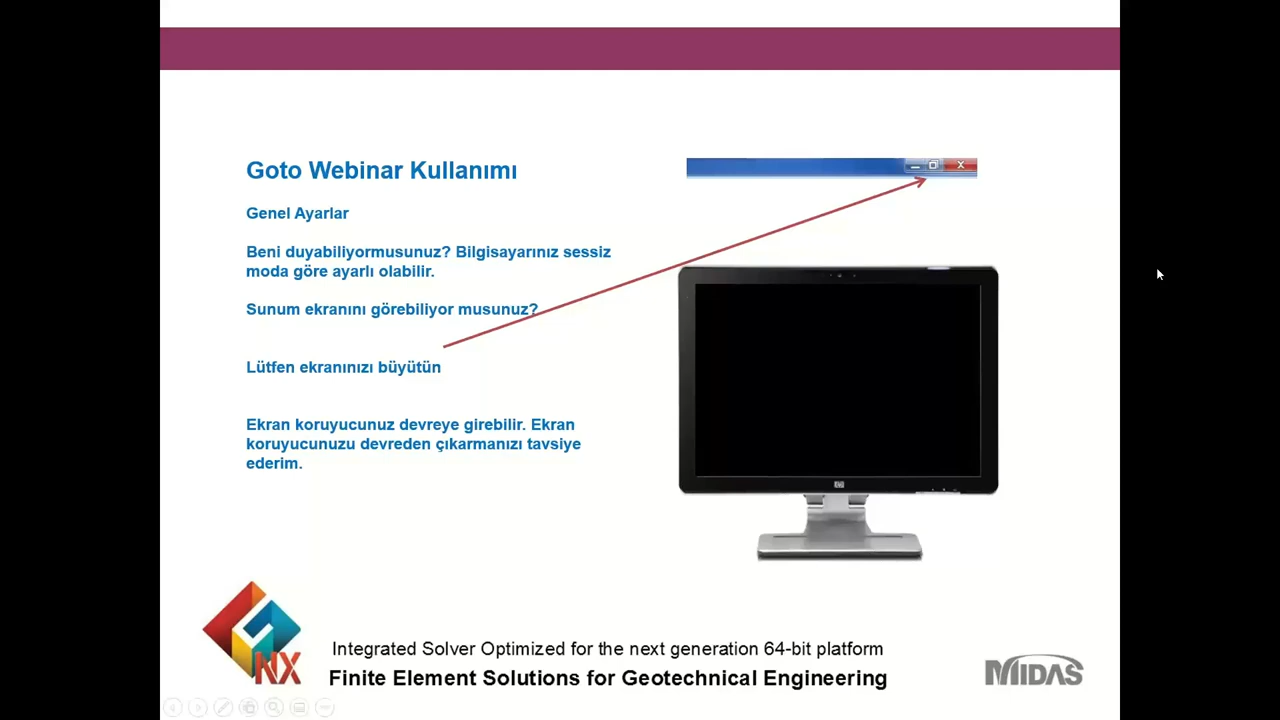 Goto Webinar Kullanımı
Genel Ayarlar
Beni duyabiliyormusunuz? Bilgisayarınız sessiz
moda göre ayarlı olabilir.
Sunum ekranını görebiliyor musunuz?
Lütfen ekranınızı büyütün
Ekran koruyucunuz devreye girebilir. Ekran
koruyucunuzu devreden çıkarmanızı tavsiye
ederim.
NX
Integrated Solver Optimized for the next generation 64-bit platform
Finite Element Solutions for Geotechnical Engineering
MIDAS